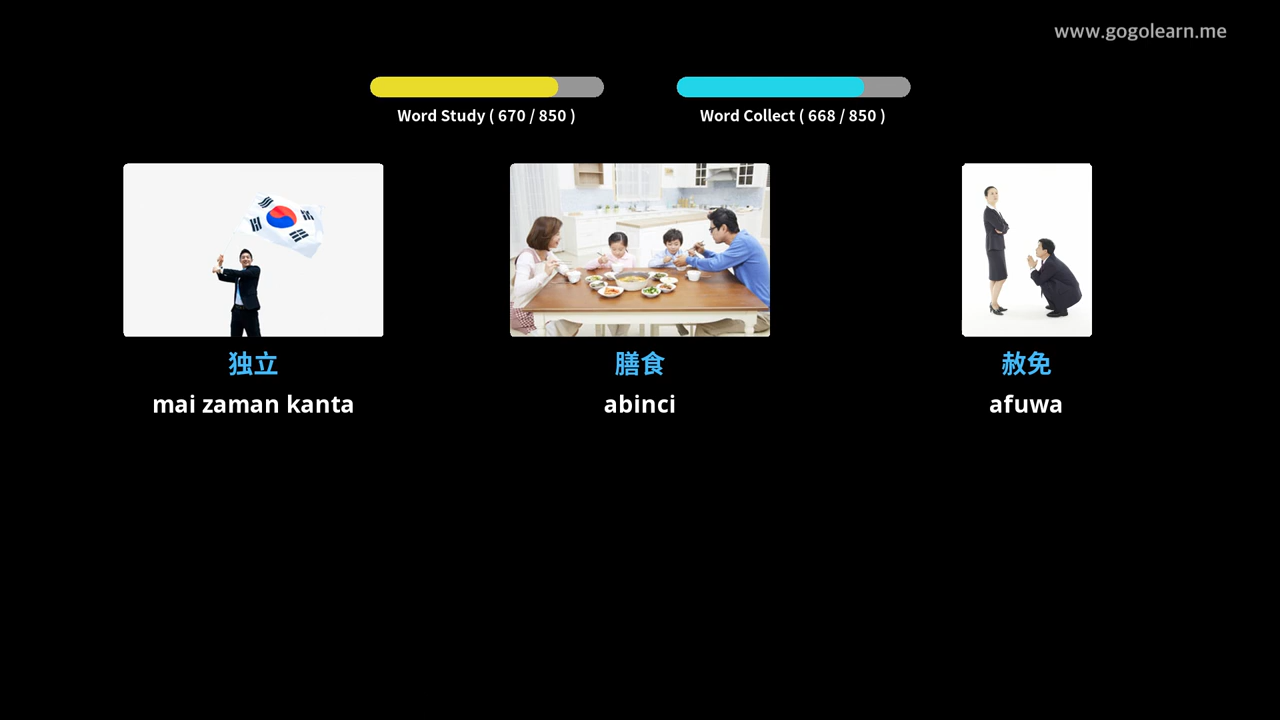 www.gogolearn.me
Word Study ( 670 / 850 )
Word Collect ( 668 / 850 )
独立
膳食
赦免
mai zaman kanta
abinci
afuwa